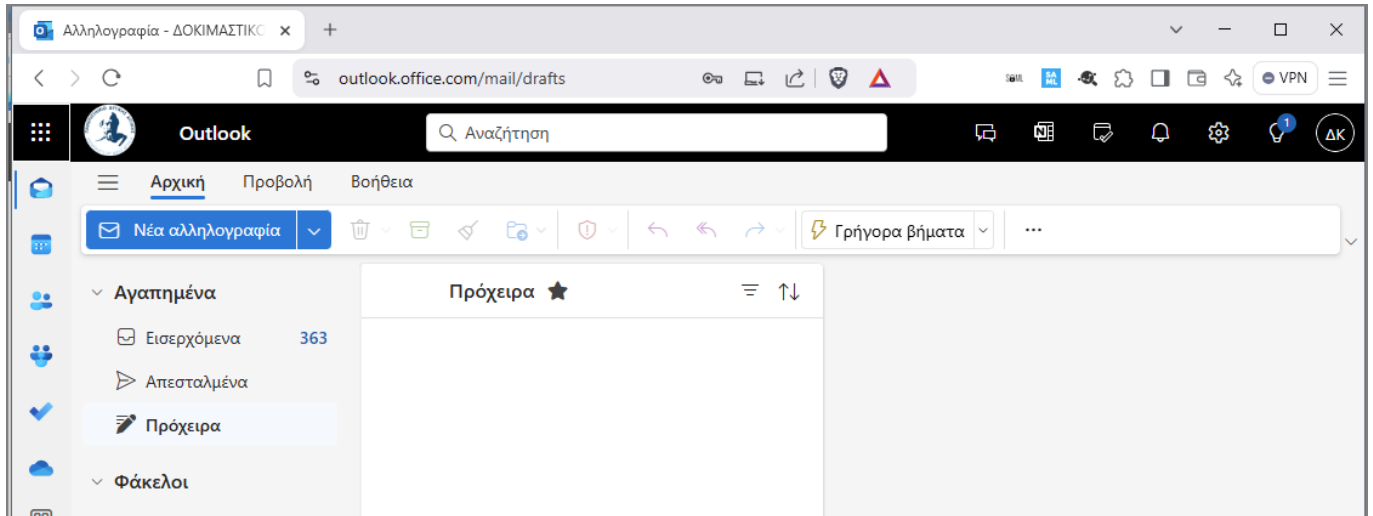 Αλληλογραφία - ΔΟΚΙΜΑΣΤΙΚΟ
outlook.office.com/mail/drafts
SAML
VPN
Outlook
Αναζήτηση
1
ΔΚ
Αρχική Προβολή Βοήθεια
Νέα αλληλογραφία
Γρήγορα βήματα
Αγαπημένα
Πρόχειρα
Εισερχόμενα 363
Απεσταλμένα
Πρόχειρα
Φάκελοι